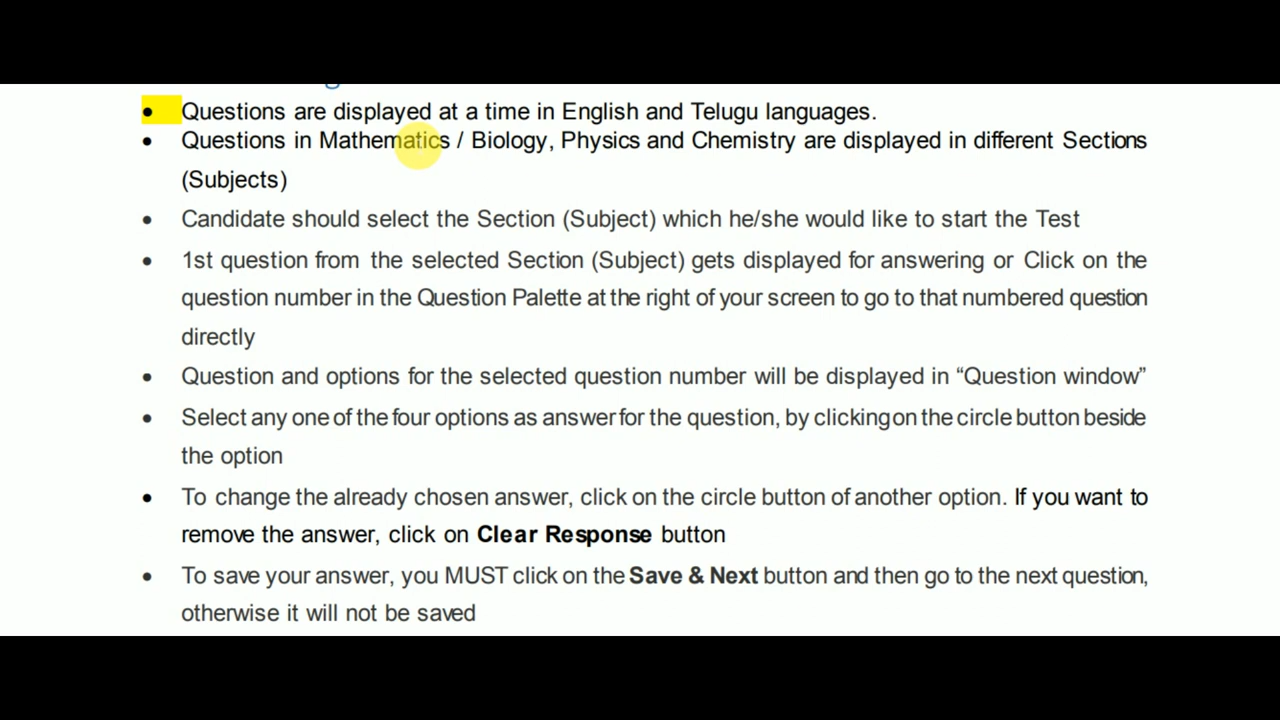 • Questions are displayed at a time in English and Telugu languages.
• Questions in Mathematics / Biology, Physics and Chemistry are displayed in different Sections
(Subjects)
• Candidate should select the Section (Subject) which he/she would like to start the Test
• 1st question from the selected Section (Subject) gets displayed for answering or Click on the
question number in the Question Palette at the right of your screen to go to that numbered question
directly
• Question and options for the selected question number will be displayed in “Question window”
• Select any one of the four options as answer for the question, by clicking on the circle button beside
the option
• To change the already chosen answer, click on the circle button of another option. If you want to
remove the answer, click on Clear Response button
• To save your answer, you MUST click on the Save & Next button and then go to the next question,
otherwise it will not be saved